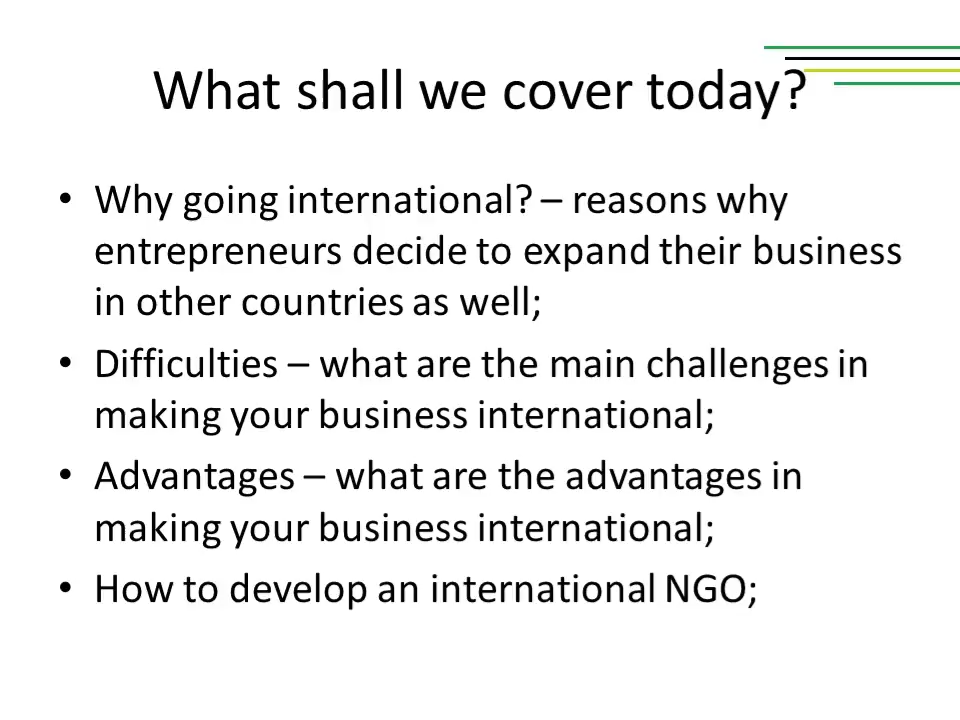 What shall we cover today?
• Why going international? – reasons why
entrepreneurs decide to expand their business
in other countries as well;
• Difficulties – what are the main challenges in
making your business international;
• Advantages – what are the advantages in
making your business international;
• How to develop an international NGO;